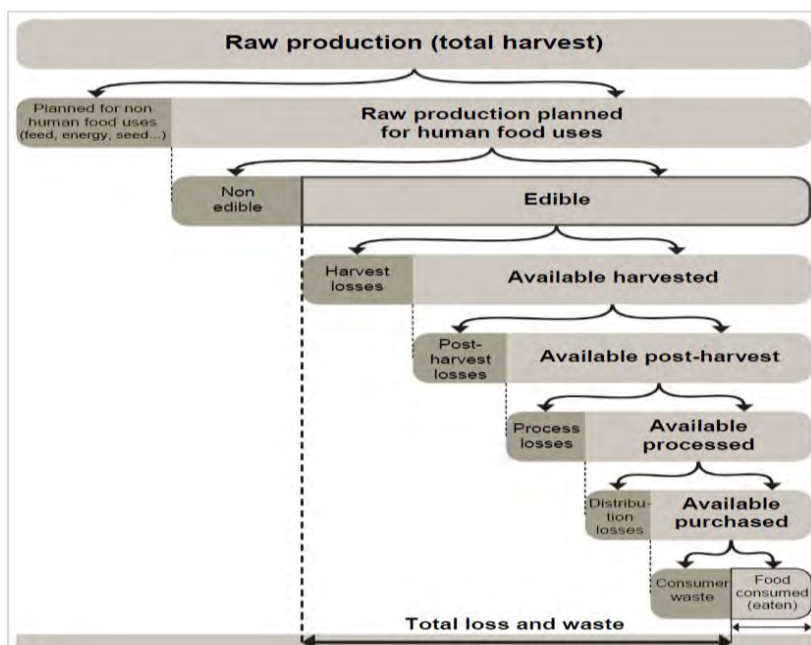 Raw production (total harvest)
Planned for non
human food uses
(feed, energy, seed...)
Raw production planned
for human food uses
Non
edible
Edible
Harvest
losses
Available harvested
Post-
harvest
losses
Available post-harvest
Process
losses
Available
processed
Distribu-
tion
losses
Available
purchased
Consumer
waste
Food
consumed
(eaten)
Total loss and waste